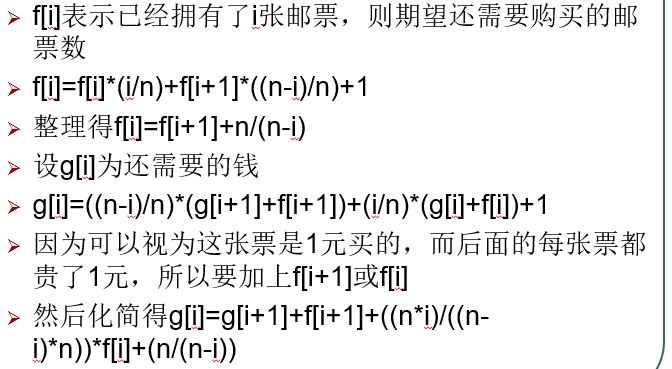 ➢ f[i]表示已经拥有了i张邮票，则期望还需要购买的邮
票数
➢ f[i]=f[i]*(i/n)+f[i+1]*((n-i)/n)+1
➢ 整理得f[i]=f[i+1]+n/(n-i)
➢ 设g[i]为还需要的钱
➢ g[i]=((n-i)/n)*(g[i+1]+f[i+1])+(i/n)*(g[i]+f[i])+1
➢ 因为可以视为这张票是1元买的，而后面的每张票都
贵了1元，所以要加上f[i+1]或f[i]
➢ 然后化简得g[i]=g[i+1]+f[i+1]+((n*i)/((n-
i)*n))*f[i]+(n/(n-i))